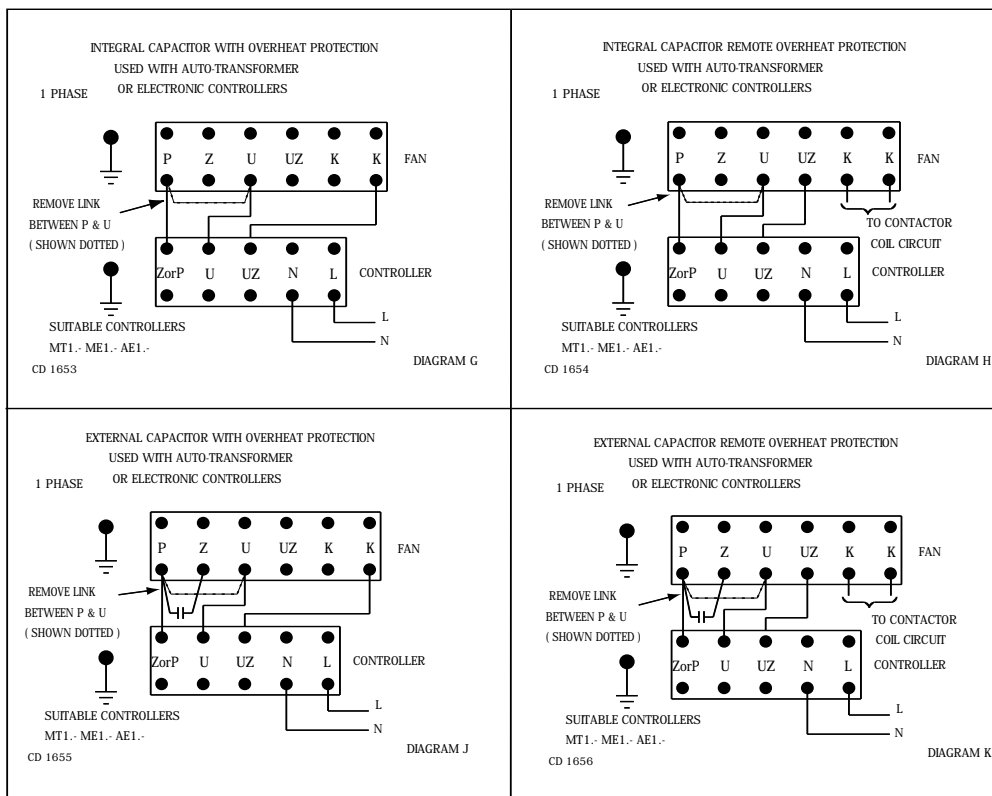 INTEGRAL CAPACITOR WITH OVERHEAT PROTECTION
USED WITH AUTO-TRANSFORMER
OR ELECTRONIC CONTROLLERS
1 PHASE
P Z U UZ K K
FAN
REMOVE LINK
BETWEEN P & U
( SHOWN DOTTED )
ZorP U UZ N L
CONTROLLER
L
N
SUITABLE CONTROLLERS
MT1.- ME1.- AE1.-
CD 1653
DIAGRAM G
INTEGRAL CAPACITOR REMOTE OVERHEAT PROTECTION
USED WITH AUTO-TRANSFORMER
OR ELECTRONIC CONTROLLERS
1 PHASE
P Z U UZ K K
FAN
REMOVE LINK
BETWEEN P & U
( SHOWN DOTTED )
TO CONTACTOR
COIL CIRCUIT
ZorP U UZ N L
CONTROLLER
L
N
SUITABLE CONTROLLERS
MT1.- ME1.- AE1.-
CD 1654
DIAGRAM H
EXTERNAL CAPACITOR WITH OVERHEAT PROTECTION
USED WITH AUTO-TRANSFORMER
OR ELECTRONIC CONTROLLERS
1 PHASE
P Z U UZ K K
FAN
REMOVE LINK
BETWEEN P & U
( SHOWN DOTTED )
ZorP U UZ N L
CONTROLLER
L
N
SUITABLE CONTROLLERS
MT1.- ME1.- AE1.-
CD 1655
DIAGRAM J
EXTERNAL CAPACITOR REMOTE OVERHEAT PROTECTION
USED WITH AUTO-TRANSFORMER
OR ELECTRONIC CONTROLLERS
1 PHASE
P Z U UZ K K
FAN
REMOVE LINK
BETWEEN P & U
( SHOWN DOTTED )
TO CONTACTOR
COIL CIRCUIT
ZorP U UZ N L
CONTROLLER
L
N
SUITABLE CONTROLLERS
MT1.- ME1.- AE1.-
CD 1656
DIAGRAM K